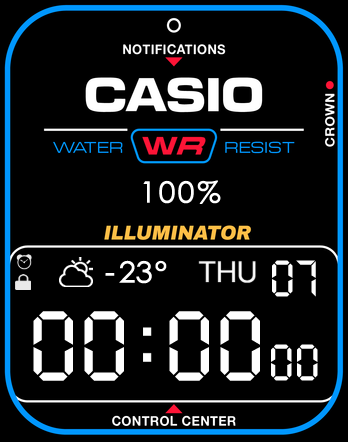 NOTIFICATIONS
CASIO
CROWN
WATER WR RESIST
100%
ILLUMINATOR
-23° THU 07
00:00 00
CONTROL CENTER